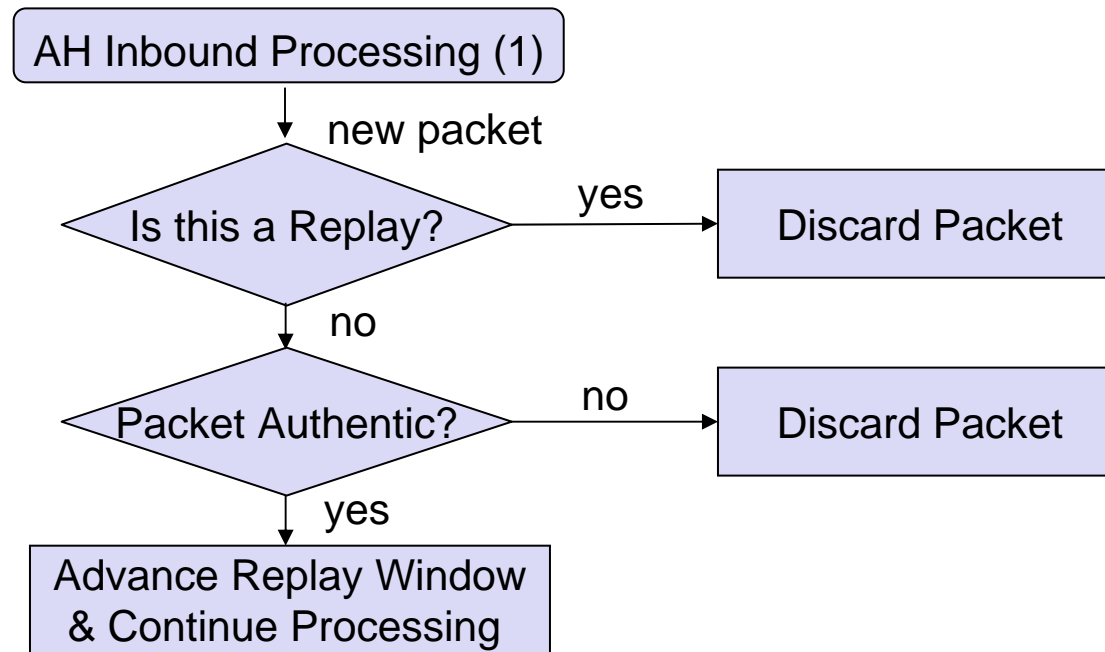 AH Inbound Processing (1)
new packet
Is this a Replay?
yes
Discard Packet
no
Packet Authentic?
no
Discard Packet
yes
Advance Replay Window
& Continue Processing